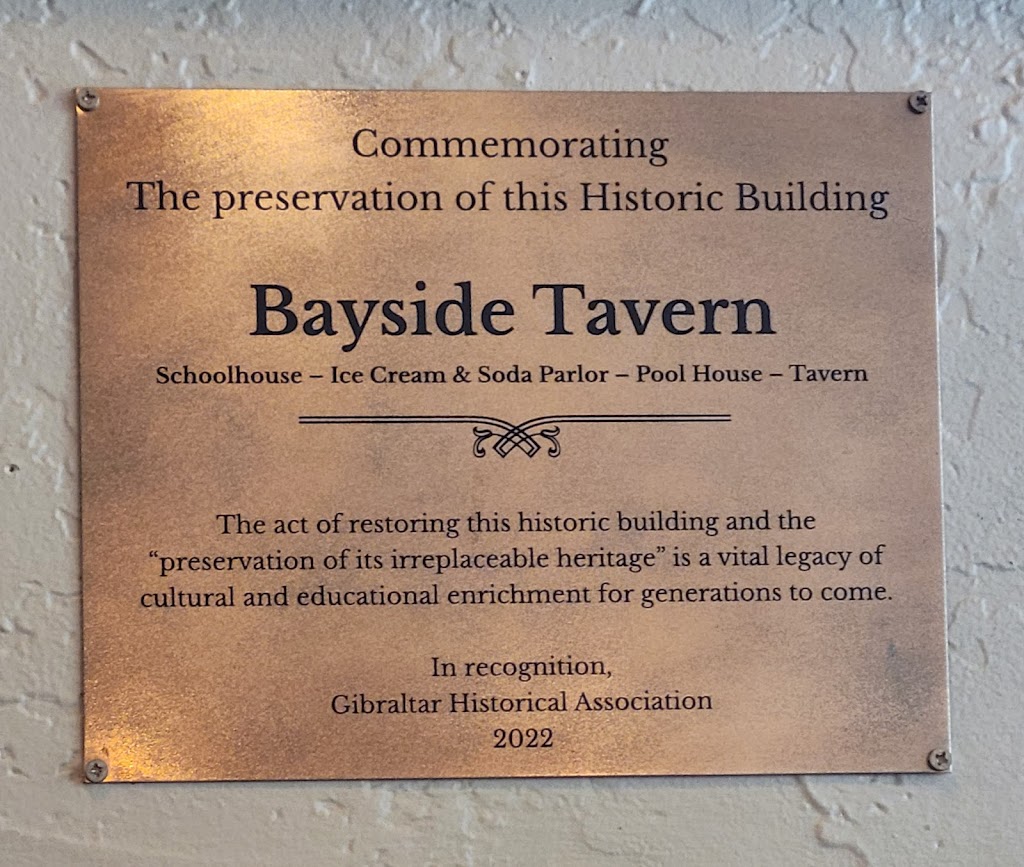 Commemorating
The preservation of this Historic Building
Bayside Tavern
Schoolhouse – Ice Cream & Soda Parlor – Pool House – Tavern
The act of restoring this historic building and the
“preservation of its irreplaceable heritage” is a vital legacy of
cultural and educational enrichment for generations to come.
In recognition,
Gibraltar Historical Association
2022